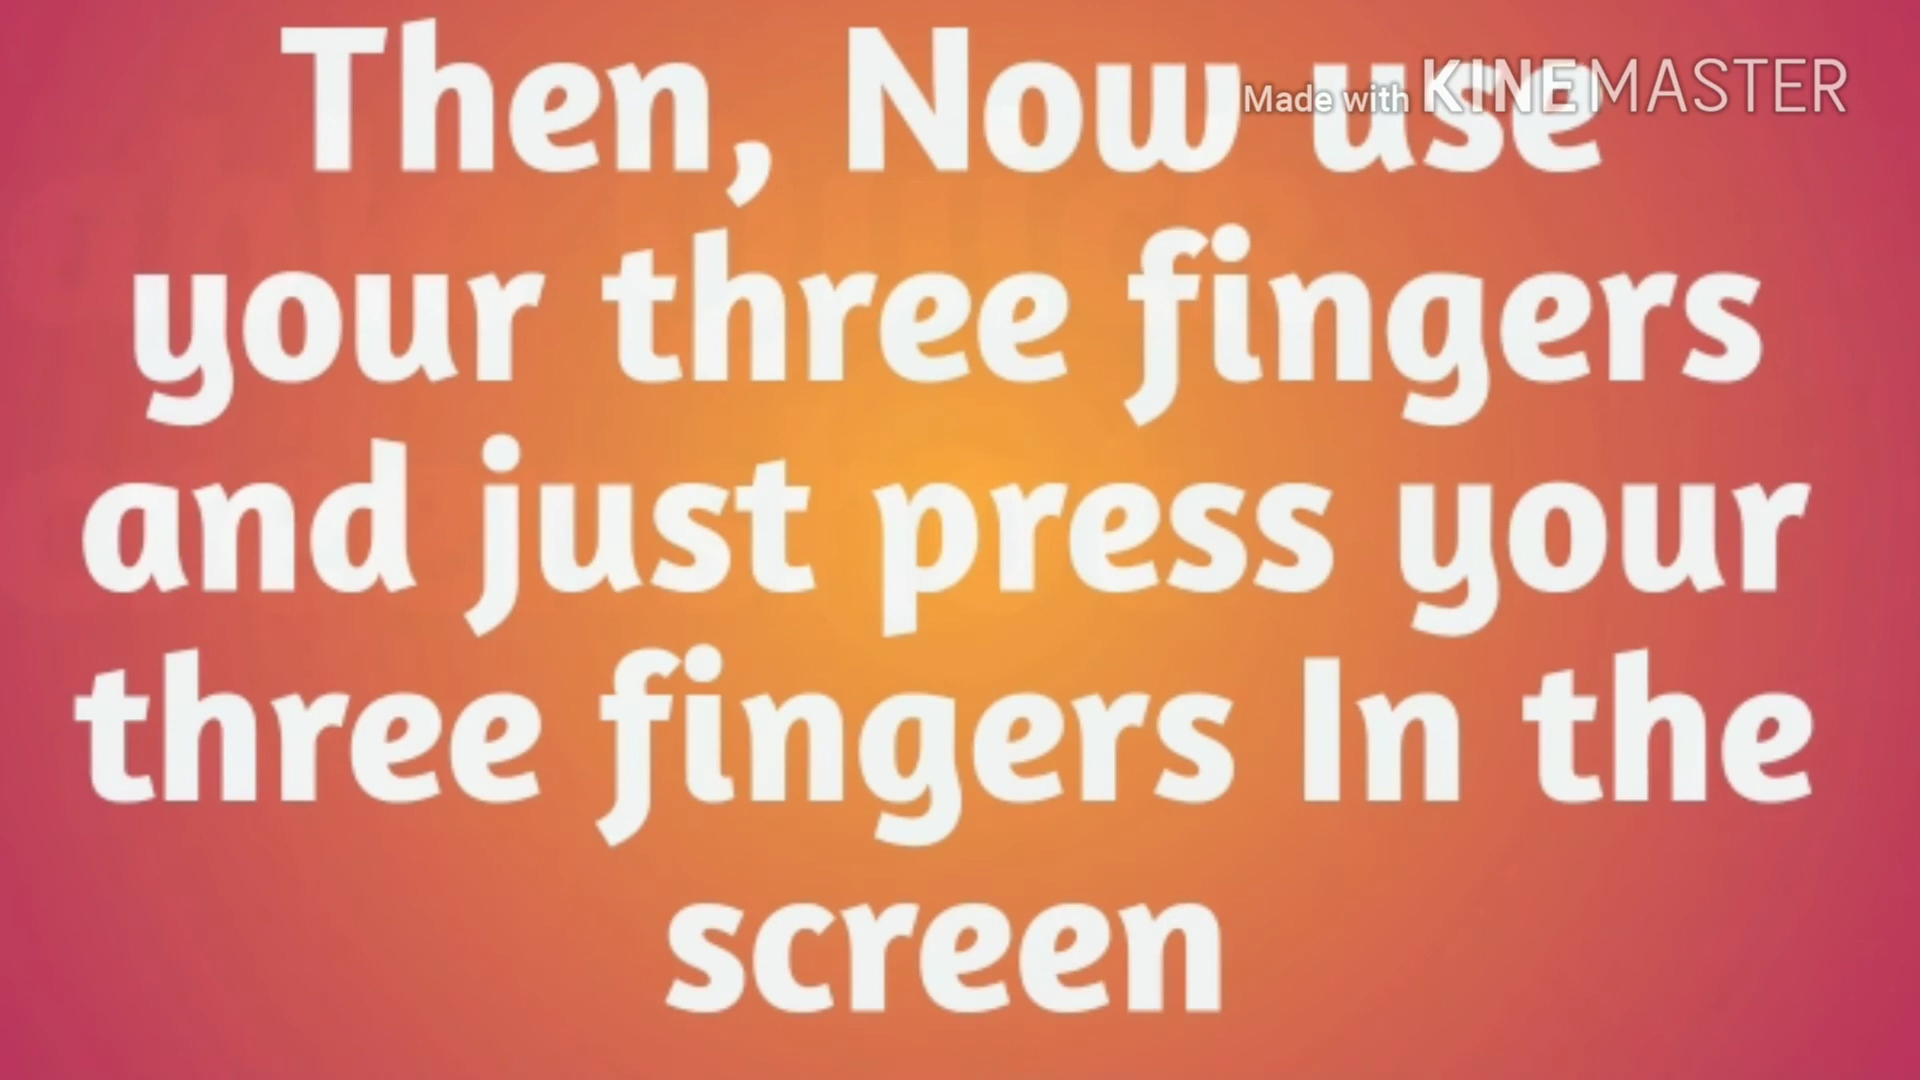 Then, Now use
Made with KINEMASTER
your three fingers
and just press your
three fingers In the
screen